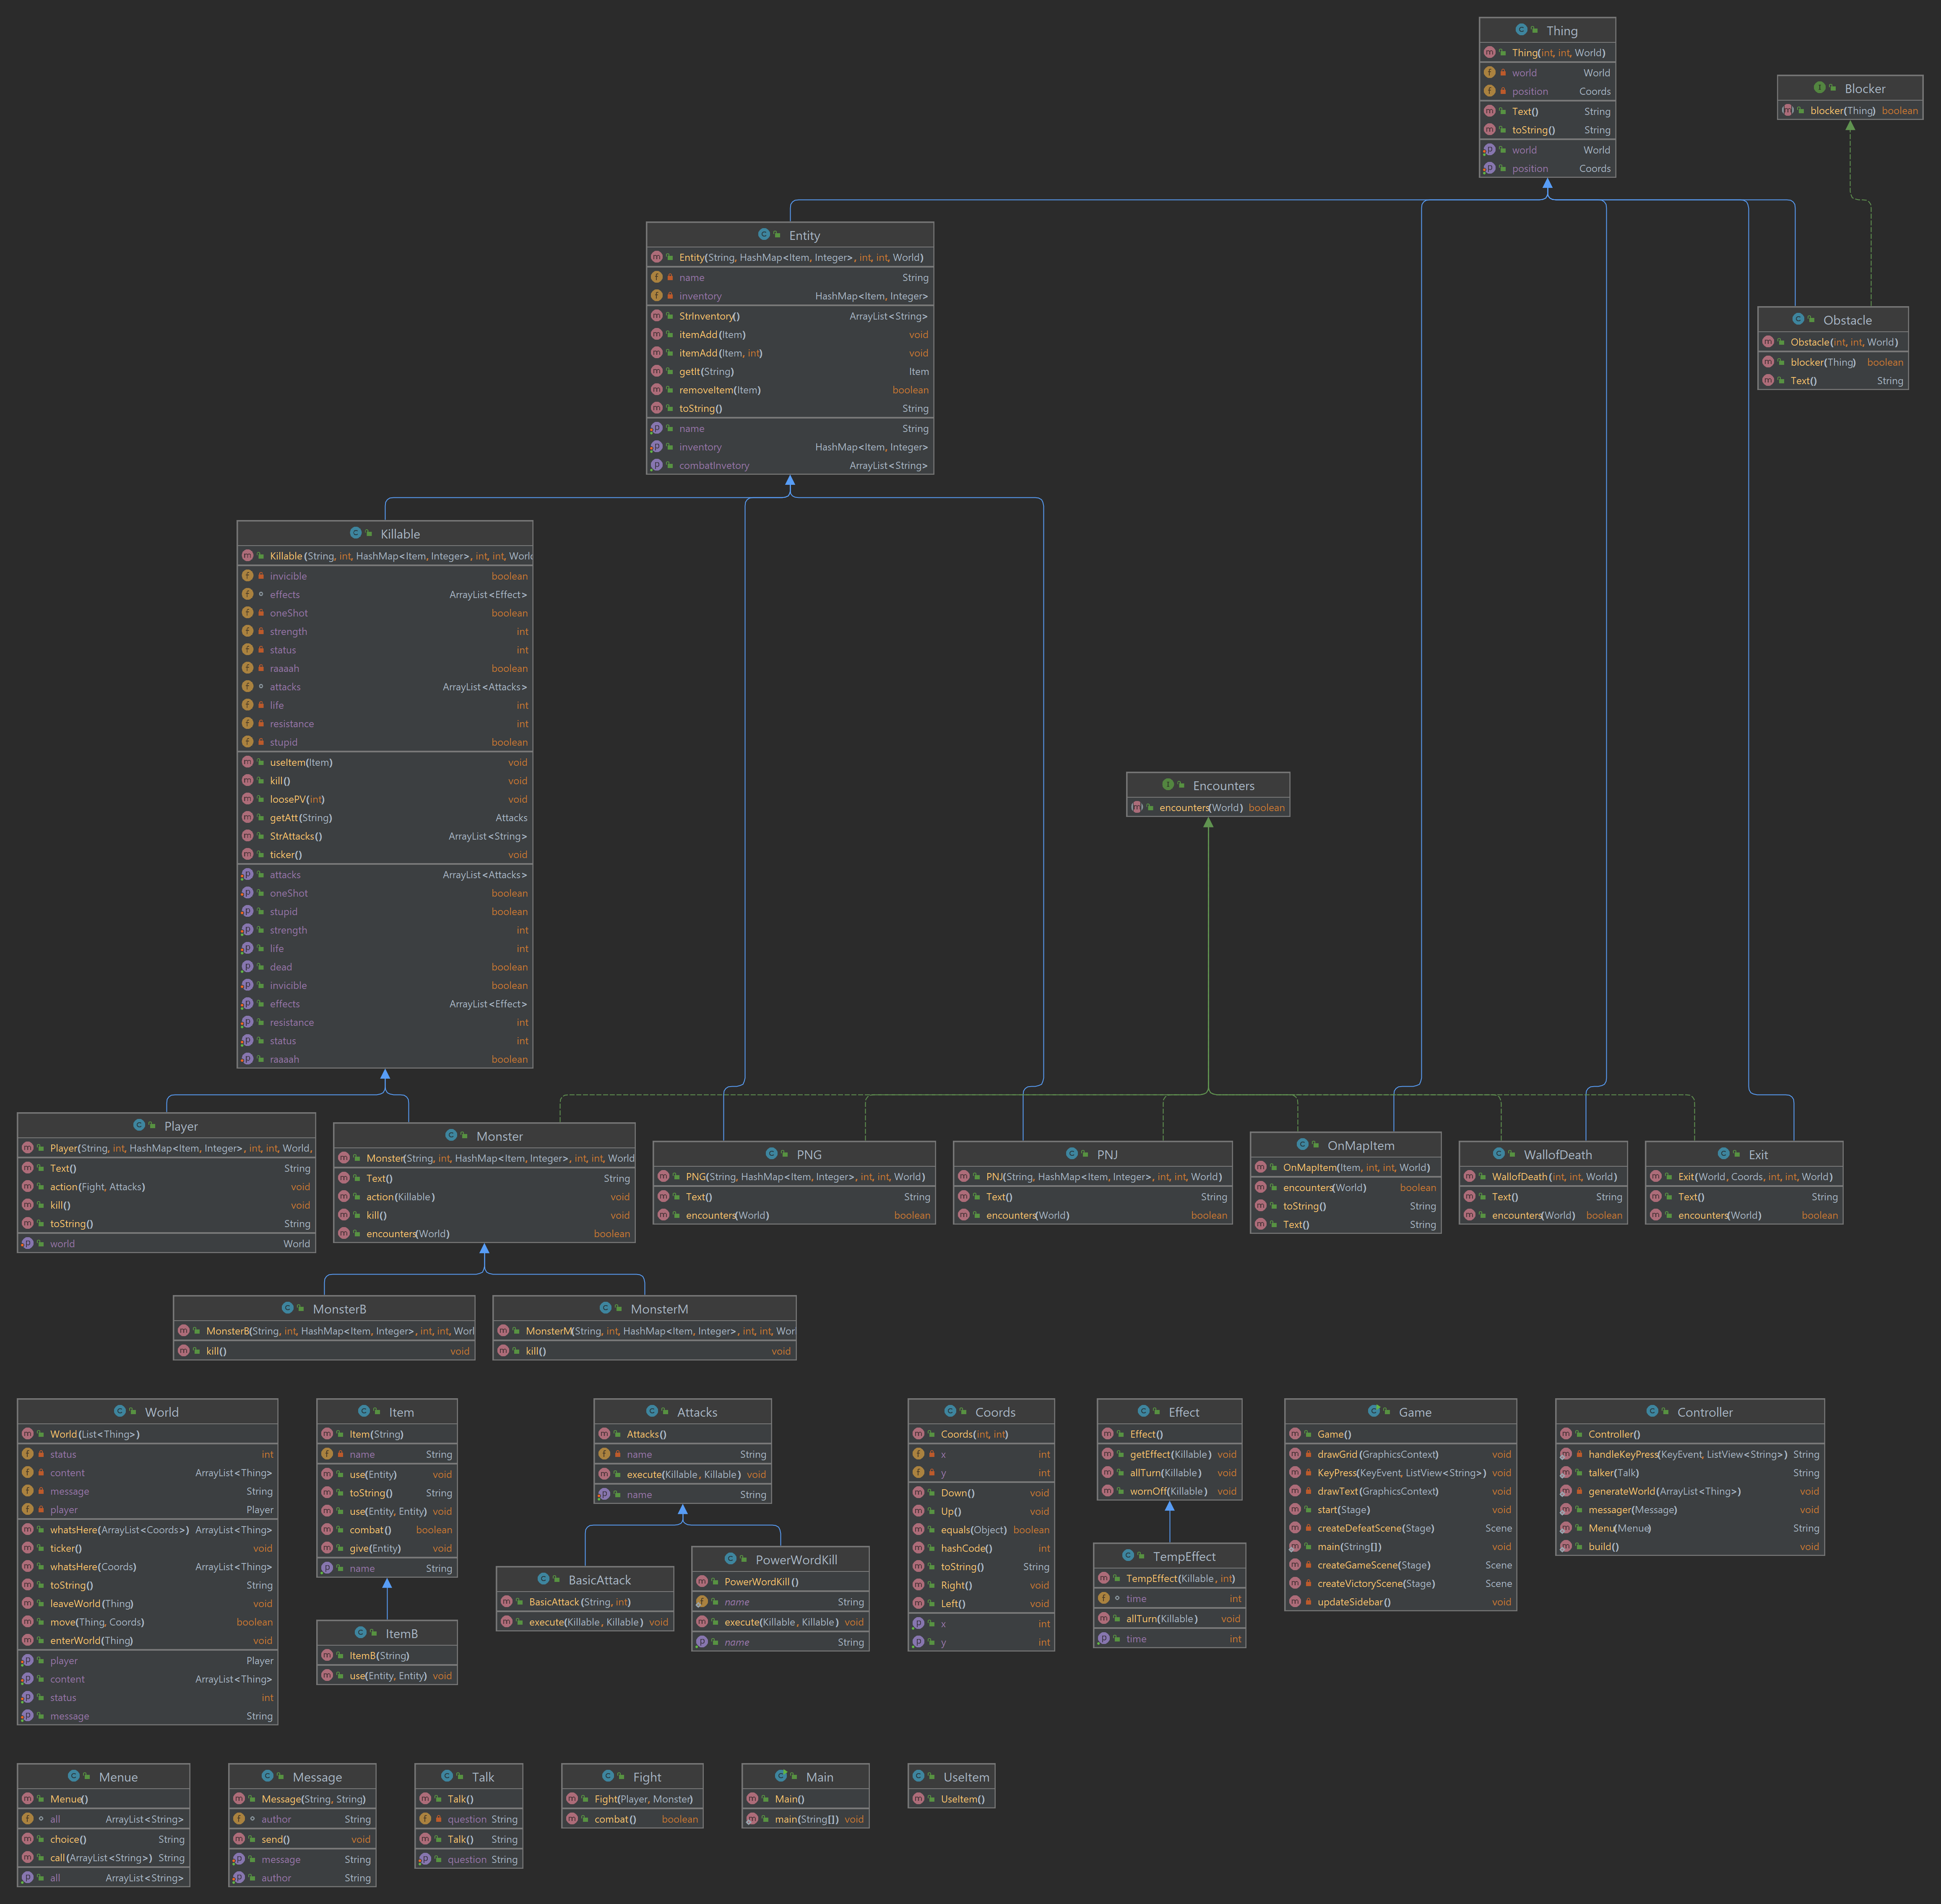 Thing
Thing(int, int, World)
world World
position Coords
Text() String
toString() String
world World
position Coords
Blocker
blocker(Thing) boolean
Entity
Entity(String, HashMap<Item, Integer>, int, int, World)
name String
inventory HashMap<Item, Integer>
StrInventory() ArrayList<String>
itemAdd(Item) void
itemAdd(Item, int) void
getIt(String) Item
removeItem(Item) boolean
toString() String
name String
inventory HashMap<Item, Integer>
combatInvetory ArrayList<String>
Obstacle
Obstacle(int, int, World)
blocker(Thing) boolean
Text() String
Killable
Killable(String, int, HashMap<Item, Integer>, int, int, World
invicible boolean
effects ArrayList<Effect>
oneShot boolean
strength int
status int
raaaah boolean
attacks ArrayList<Attacks>
life int
resistance int
stupid boolean
useItem(Item) void
kill() void
loosePV(int) void
getAtt(String) Attacks
StrAttacks() ArrayList<String>
ticker() void
attacks ArrayList<Attacks>
oneShot boolean
stupid boolean
strength int
life int
dead boolean
invicible boolean
effects ArrayList<Effect>
resistance int
status int
raaaah boolean
Encounters
encounters(World) boolean
Player
Player(String, int, HashMap<Item, Integer>, int, int, World,
Text() String
action(Fight, Attacks) void
kill() void
toString() String
world World
Monster
Monster(String, int, HashMap<Item, Integer>, int, int, World
Text() String
action(Killable) void
kill() void
encounters(World) boolean
PNG
PNG(String, HashMap<Item, Integer>, int, int, World)
Text() String
encounters(World) boolean
PNJ
PNJ(String, HashMap<Item, Integer>, int, int, World)
Text() String
encounters(World) boolean
OnMapItem
OnMapItem(Item, int, int, World)
encounters(World) boolean
toString() String
Text() String
WallofDeath
WallofDeath(int, int, World)
Text() String
encounters(World) boolean
Exit
Exit(World, Coords, int, int, World)
Text() String
encounters(World) boolean
MonsterB
MonsterB(String, int, HashMap<Item, Integer>, int, int, Worl
kill() void
MonsterM
MonsterM(String, int, HashMap<Item, Integer>, int, int, Wor
kill() void
World
World(List<Thing>)
status int
content ArrayList<Thing>
message String
player Player
whatsHere(ArrayList<Coords>) ArrayList<Thing>
ticker() void
whatsHere(Coords) ArrayList<Thing>
toString() String
leaveWorld(Thing) void
move(Thing, Coords) boolean
enterWorld(Thing) void
player Player
content ArrayList<Thing>
status int
message String
Item
Item(String)
name String
use(Entity) void
toString() String
use(Entity, Entity) void
combat() boolean
give(Entity) void
name String
ItemB
ItemB(String)
use(Entity, Entity) void
Attacks
Attacks()
name String
execute(Killable, Killable) void
name String
BasicAttack
BasicAttack(String, int)
execute(Killable, Killable) void
PowerWordKill
PowerWordKill()
name String
execute(Killable, Killable) void
name String
Coords
Coords(int, int)
x int
y int
Down() void
Up() void
equals(Object) boolean
hashCode() int
toString() String
Right() void
Left() void
x int
y int
Effect
Effect()
getEffect(Killable) void
allTurn(Killable) void
wornOff(Killable) void
TempEffect
TempEffect(Killable, int)
time int
allTurn(Killable) void
time int
Game
Game()
drawGrid(GraphicsContext) void
KeyPress(KeyEvent, ListView<String>) void
drawText(GraphicsContext) void
start(Stage) void
createDefeatScene(Stage) Scene
main(String[]) void
createGameScene(Stage) Scene
createVictoryScene(Stage) Scene
updateSidebar() void
Controller
Controller()
handleKeyPress(KeyEvent, ListView<String>) String
talker(Talk) String
generateWorld(ArrayList<Thing>) void
messager(Message) void
Menu(Menue) String
build() void
Menue
Menue()
all ArrayList<String>
choice() String
call(ArrayList<String>) String
all ArrayList<String>
Message
Message(String, String)
author String
send() void
message String
author String
Talk
Talk()
question String
Talk() String
question String
Fight
Fight(Player, Monster)
combat() boolean
Main
Main()
main(String[]) void
UseItem
UseItem()